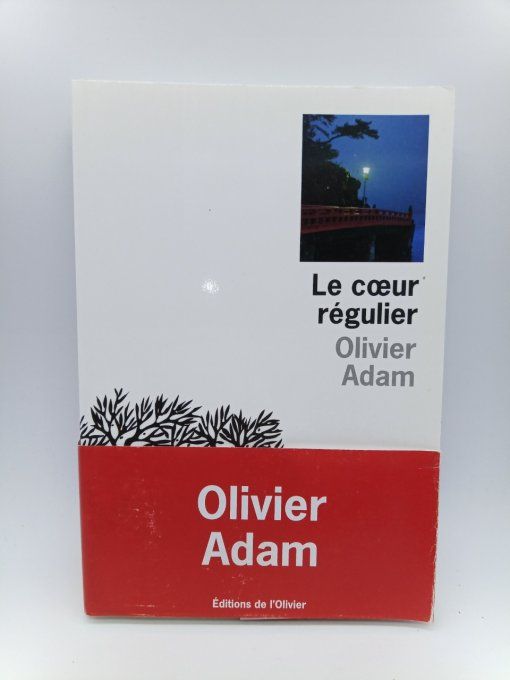 Le cœur
régulier
Olivier
Adam
Olivier
Adam
Éditions de l'Olivier